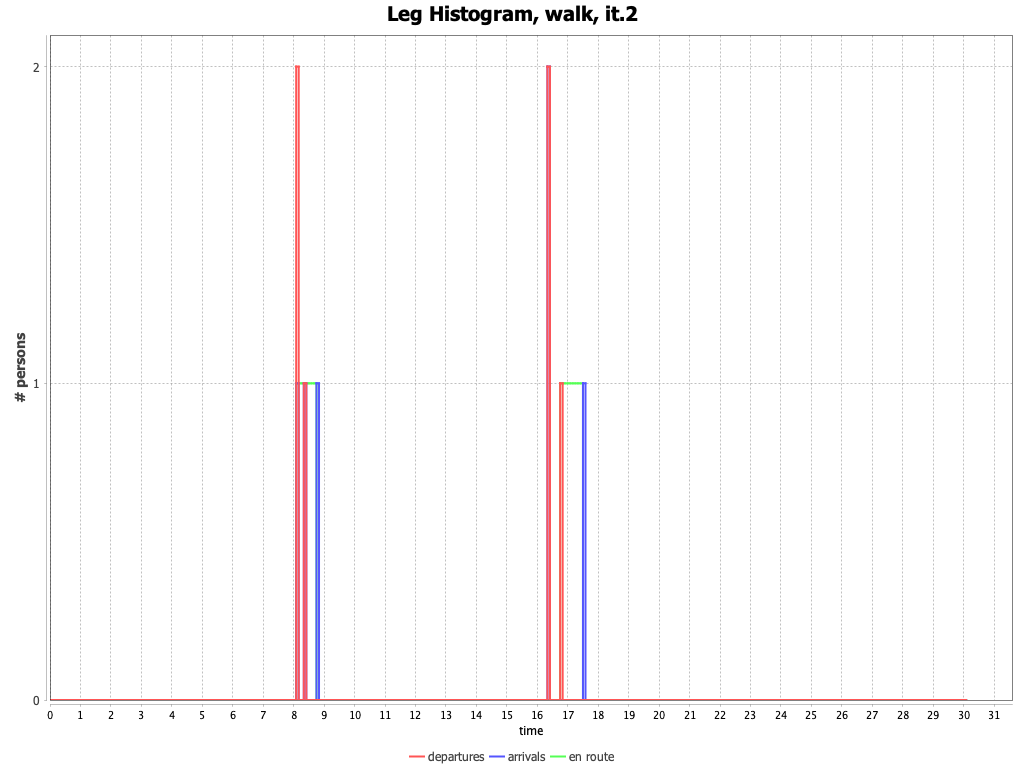 Leg Histogram, walk, it.2
# persons
2
1
0
0 1 2 3 4 5 6 7 8 9 10 11 12 13 14 15 16 17 18 19 20 21 22 23 24 25 26 27 28 29 30 31
time
departures arrivals en route